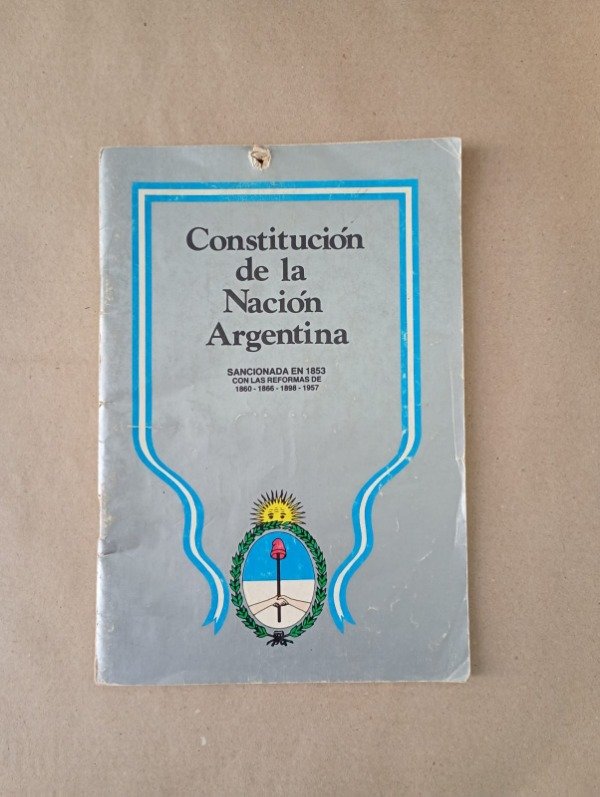 Constitución
de la
Nación
Argentina
SANCIONADA EN 1853
CON LAS REFORMAS DE
1860 - 1866 - 1898 - 1957